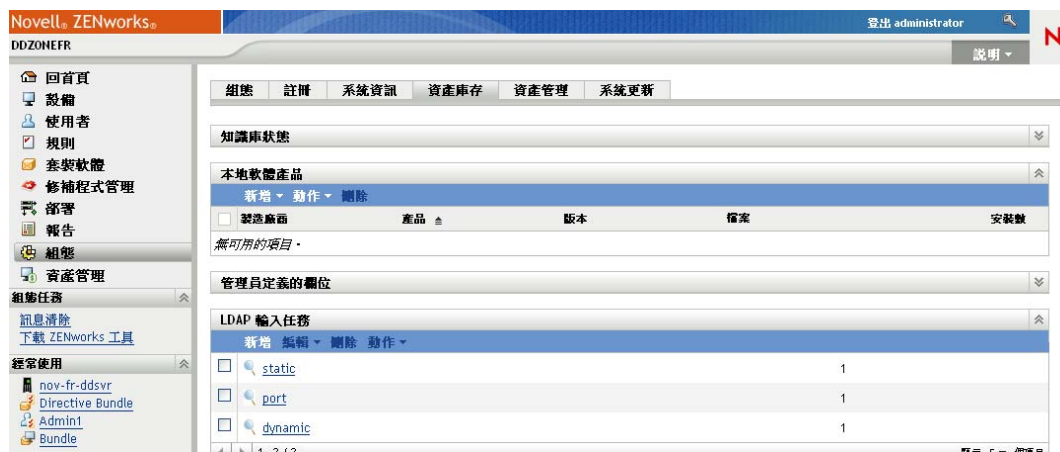 Novell® ZENworks®
登出 administrator
DDZONEFR
N
說明
回首頁
設備
使用者
規則
套裝軟體
修補程式管理
部署
報告
組態
資產管理
組態任務
訊息清除
下載 ZENworks 工具
經常使用
nov-fr-ddsvr
Directive Bundle
Admin1
Bundle
組態 註冊 系統資訊 資產庫存 資產管理 系統更新
知識庫狀態
本地軟體產品
新增 動作 刪除
製造廠商 產品 版本 檔案 安裝數
無可用的項目。
管理員定義的欄位
LDAP 輸入任務
新增 編輯 刪除 動作
static 1
port 1
dynamic 1